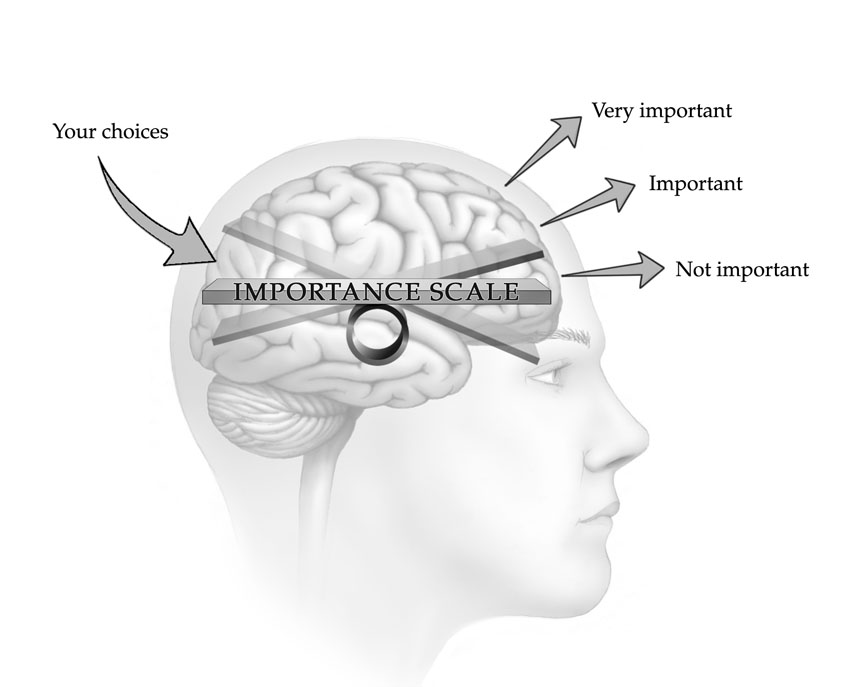 Your choices
Very important
Important
Not important
IMPORTANCE SCALE